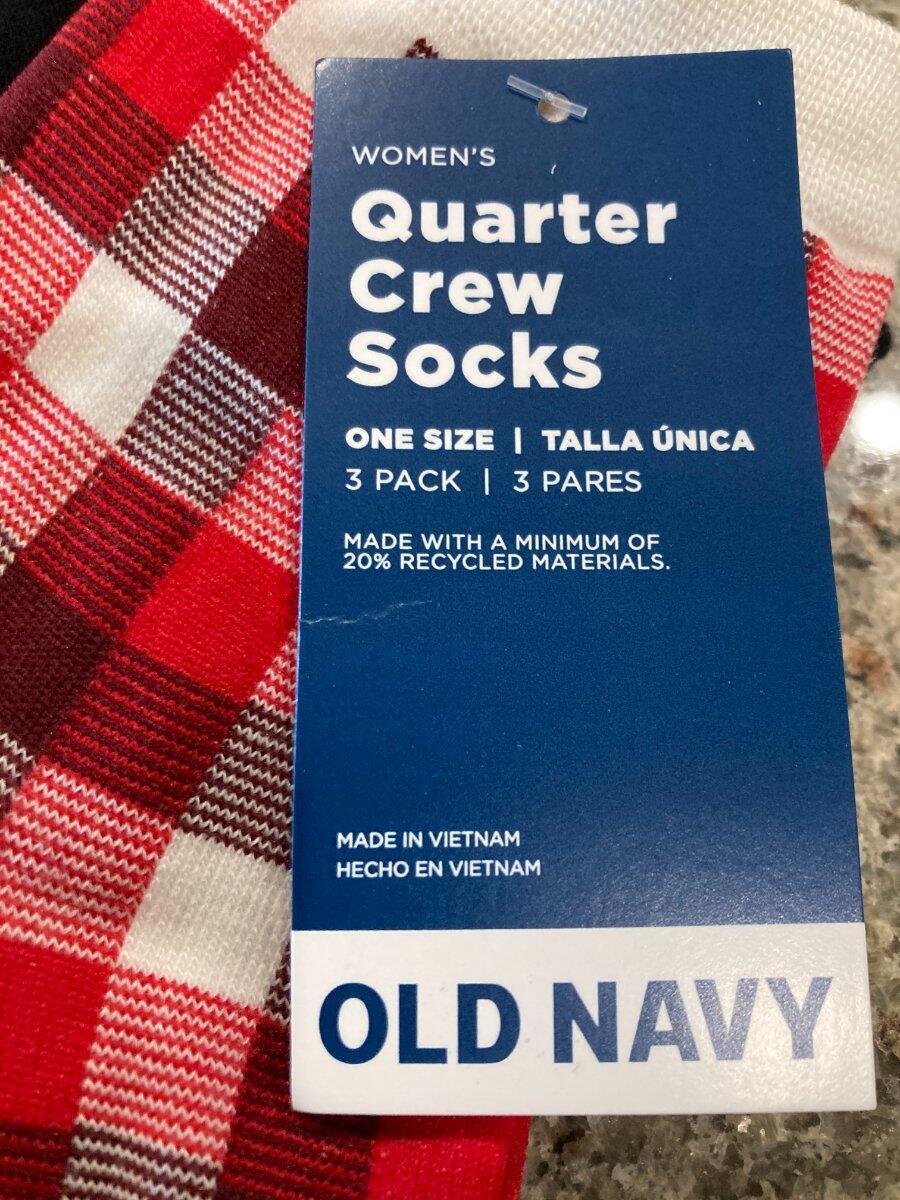 WOMEN'S
Quarter
Crew
Socks
ONE SIZE | TALLA ÚNICA
3 PACK | 3 PARES
MADE WITH A MINIMUM OF
20% RECYCLED MATERIALS.
MADE IN VIETNAM
HECHO EN VIETNAM
OLD NAVY